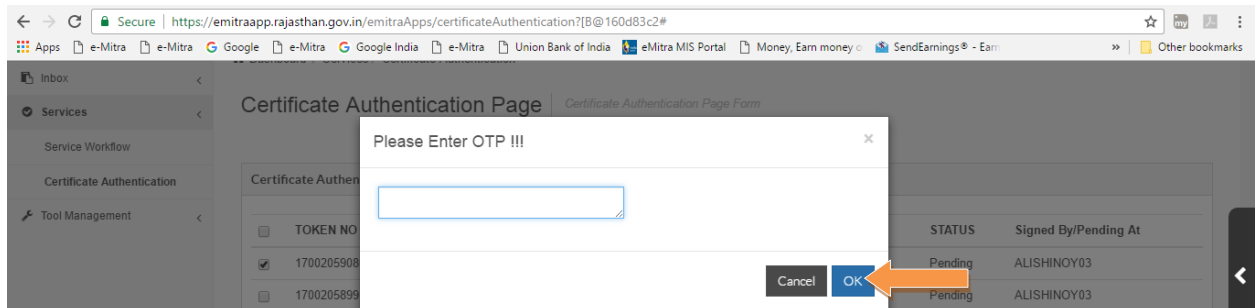 Secure | https://emitraapp.rajasthan.gov.in/emitraApps/certificateAuthentication?[B@160d83c2#
Apps e-Mitra e-Mitra Google e-Mitra Google India e-Mitra Union Bank of India eMitra MIS Portal Money, Earn money o SendEarnings® - Earn » Other bookmarks
Inbox
Certificate Authentication Page Certificate Authentication Page Form
Services
Please Enter OTP !!! ×
Service Workflow
Certificate Authentication
Certificate Authen
Tool Management
TOKEN NO STATUS Signed By/Pending At
1700205908 Pending ALISHINOY03
Cancel OK
1700205899 Pending ALISHINOY03